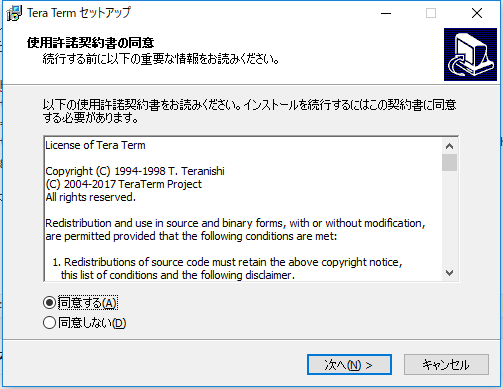 Tera Term セットアップ
使用許諾契約書の同意
続行する前に以下の重要な情報をお読みください。
以下の使用許諾契約書をお読みください。インストールを続行するにはこの契約書に同意
する必要があります。
License of Tera Term
Copyright (C) 1994-1998 T. Teranishi
(C) 2004-2017 TeraTerm Project
All rights reserved.
Redistribution and use in source and binary forms, with or without modification,
are permitted provided that the following conditions are met:
1. Redistributions of source code must retain the above copyright notice,
this list of conditions and the following disclaimer.
同意する(A)
同意しない(D)
次へ(N) >
キャンセル